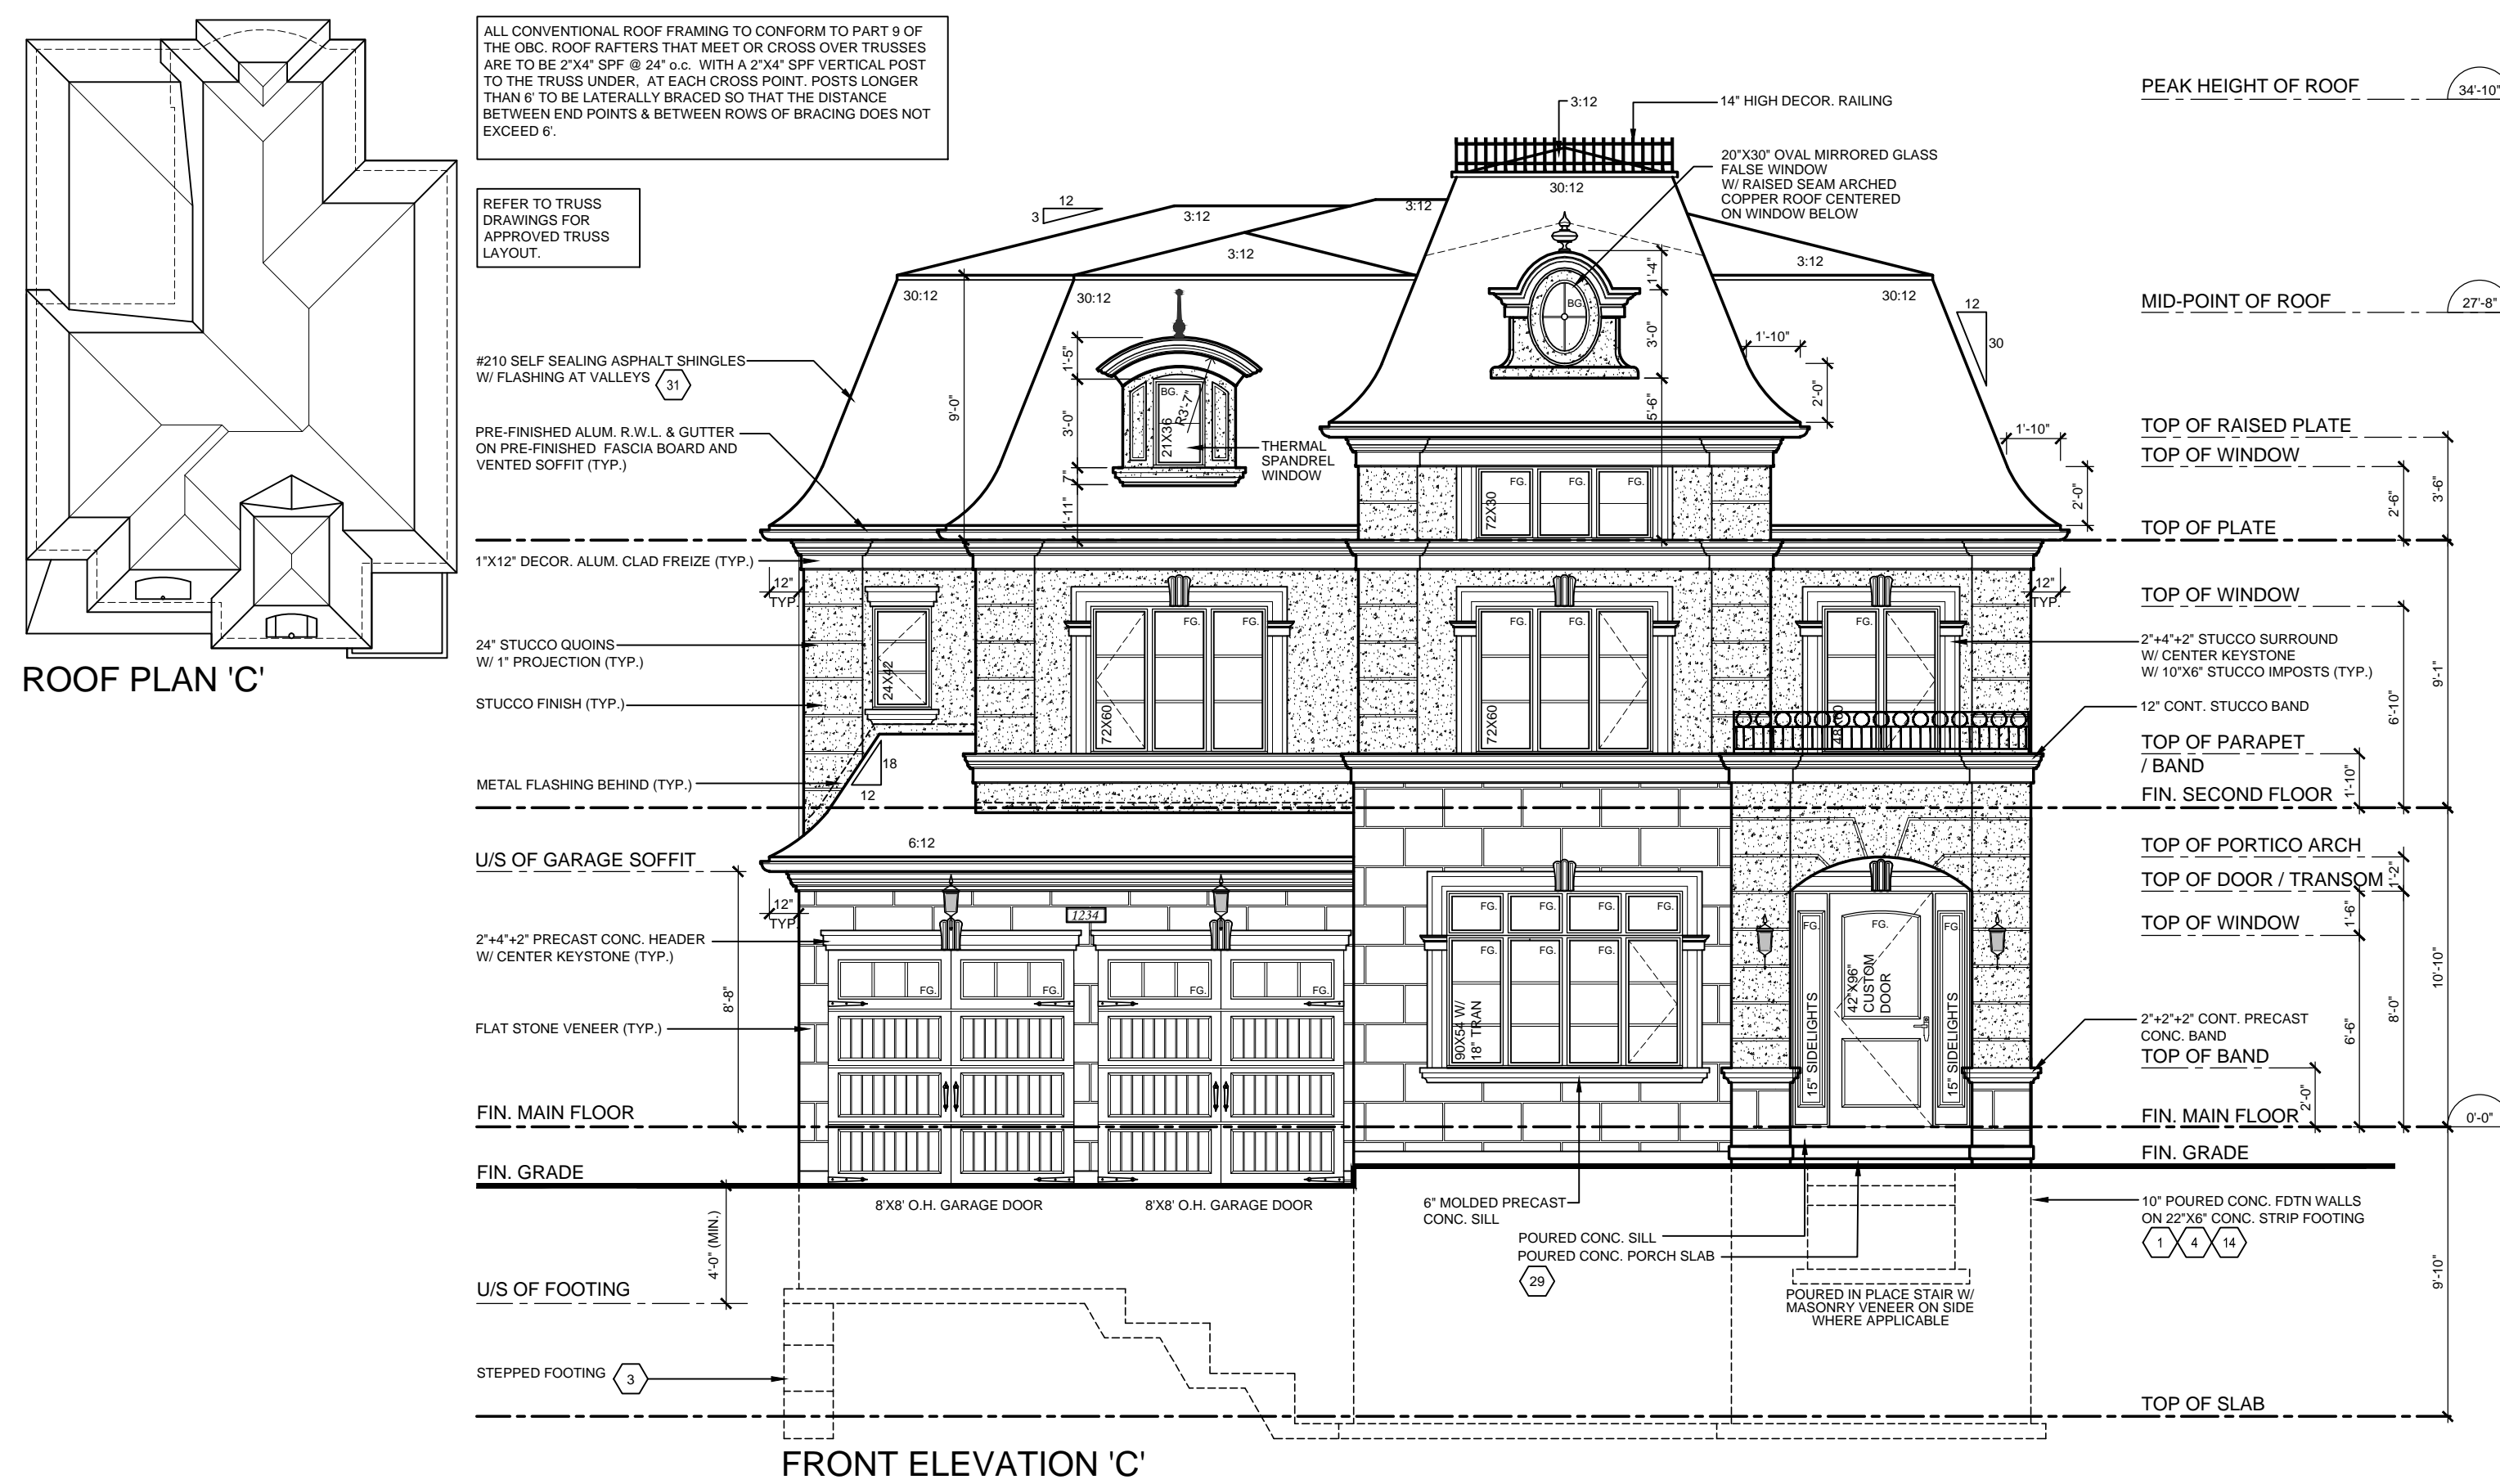 ALL CONVENTIONAL ROOF FRAMING TO CONFORM TO PART 9 OF
THE OBC. ROOF RAFTERS THAT MEET OR CROSS OVER TRUSSES
ARE TO BE 2"X4" SPF @ 24" o.c. WITH A 2"X4" SPF VERTICAL POST
TO THE TRUSS UNDER, AT EACH CROSS POINT. POSTS LONGER
THAN 6' TO BE LATERALLY BRACED SO THAT THE DISTANCE
BETWEEN END POINTS & BETWEEN ROWS OF BRACING DOES NOT
EXCEED 6'.
REFER TO TRUSS
DRAWINGS FOR
APPROVED TRUSS
LAYOUT.
ROOF PLAN 'C'
#210 SELF SEALING ASPHALT SHINGLES
W/ FLASHING AT VALLEYS
31
PRE-FINISHED ALUM. R.W.L. & GUTTER
ON PRE-FINISHED FASCIA BOARD AND
VENTED SOFFIT (TYP.)
1"X12" DECOR. ALUM. CLAD FREIZE (TYP.)
24" STUCCO QUOINS
W/ 1" PROJECTION (TYP.)
STUCCO FINISH (TYP.)
METAL FLASHING BEHIND (TYP.)
U/S OF GARAGE SOFFIT
2"+4"+2" PRECAST CONC. HEADER
W/ CENTER KEYSTONE (TYP.)
FLAT STONE VENEER (TYP.)
FIN. MAIN FLOOR
FIN. GRADE
U/S OF FOOTING
STEPPED FOOTING
3
8'-8"
4'-0" (MIN.)
12"
TYP.
12"
TYP.
3:12
14" HIGH DECOR. RAILING
20"X30" OVAL MIRRORED GLASS
FALSE WINDOW
W/ RAISED SEAM ARCHED
COPPER ROOF CENTERED
ON WINDOW BELOW
30:12
12
3
3:12
3:12
3:12
3:12
30:12
30:12
30:12
12
30
9'-0"
1'-5"
3'-0"
7"
1'-11"
BG.
R3'-7"
21X36
THERMAL
SPANDREL
WINDOW
BG.
1'-4"
3'-0"
5'-6"
1'-10"
2'-0"
1'-10"
2'-0"
FG.
FG.
FG.
72X30
12"
TYP.
24X42
FG.
FG.
72X60
FG.
FG.
72X60
FG.
48X60
18
12
6:12
1234
FG.
FG.
FG.
FG.
8'X8' O.H. GARAGE DOOR
8'X8' O.H. GARAGE DOOR
FG.
FG.
FG.
FG.
FG.
FG.
FG.
FG.
90X54 W/
18" TRAN
FG.
FG.
FG.
15" SIDELIGHTS
42"X96"
CUSTOM
DOOR
15" SIDELIGHTS
6" MOLDED PRECAST
CONC. SILL
POURED CONC. SILL
POURED CONC. PORCH SLAB
29
POURED IN PLACE STAIR W/
MASONRY VENEER ON SIDE
WHERE APPLICABLE
PEAK HEIGHT OF ROOF
34'-10"
MID-POINT OF ROOF
27'-8"
TOP OF RAISED PLATE
TOP OF WINDOW
TOP OF PLATE
2'-6"
3'-6"
TOP OF WINDOW
2"+4"+2" STUCCO SURROUND
W/ CENTER KEYSTONE
W/ 10"X6" STUCCO IMPOSTS (TYP.)
12" CONT. STUCCO BAND
TOP OF PARAPET
/ BAND
FIN. SECOND FLOOR
1'-10"
6'-10"
9'-1"
TOP OF PORTICO ARCH
TOP OF DOOR / TRANSOM
TOP OF WINDOW
1'-2"
1'-6"
6'-6"
8'-0"
10'-10"
2"+2"+2" CONT. PRECAST
CONC. BAND
TOP OF BAND
2'-0"
FIN. MAIN FLOOR
0'-0"
FIN. GRADE
10" POURED CONC. FDTN WALLS
ON 22"X6" CONC. STRIP FOOTING
1
4
14
9'-10"
TOP OF SLAB
FRONT ELEVATION 'C'